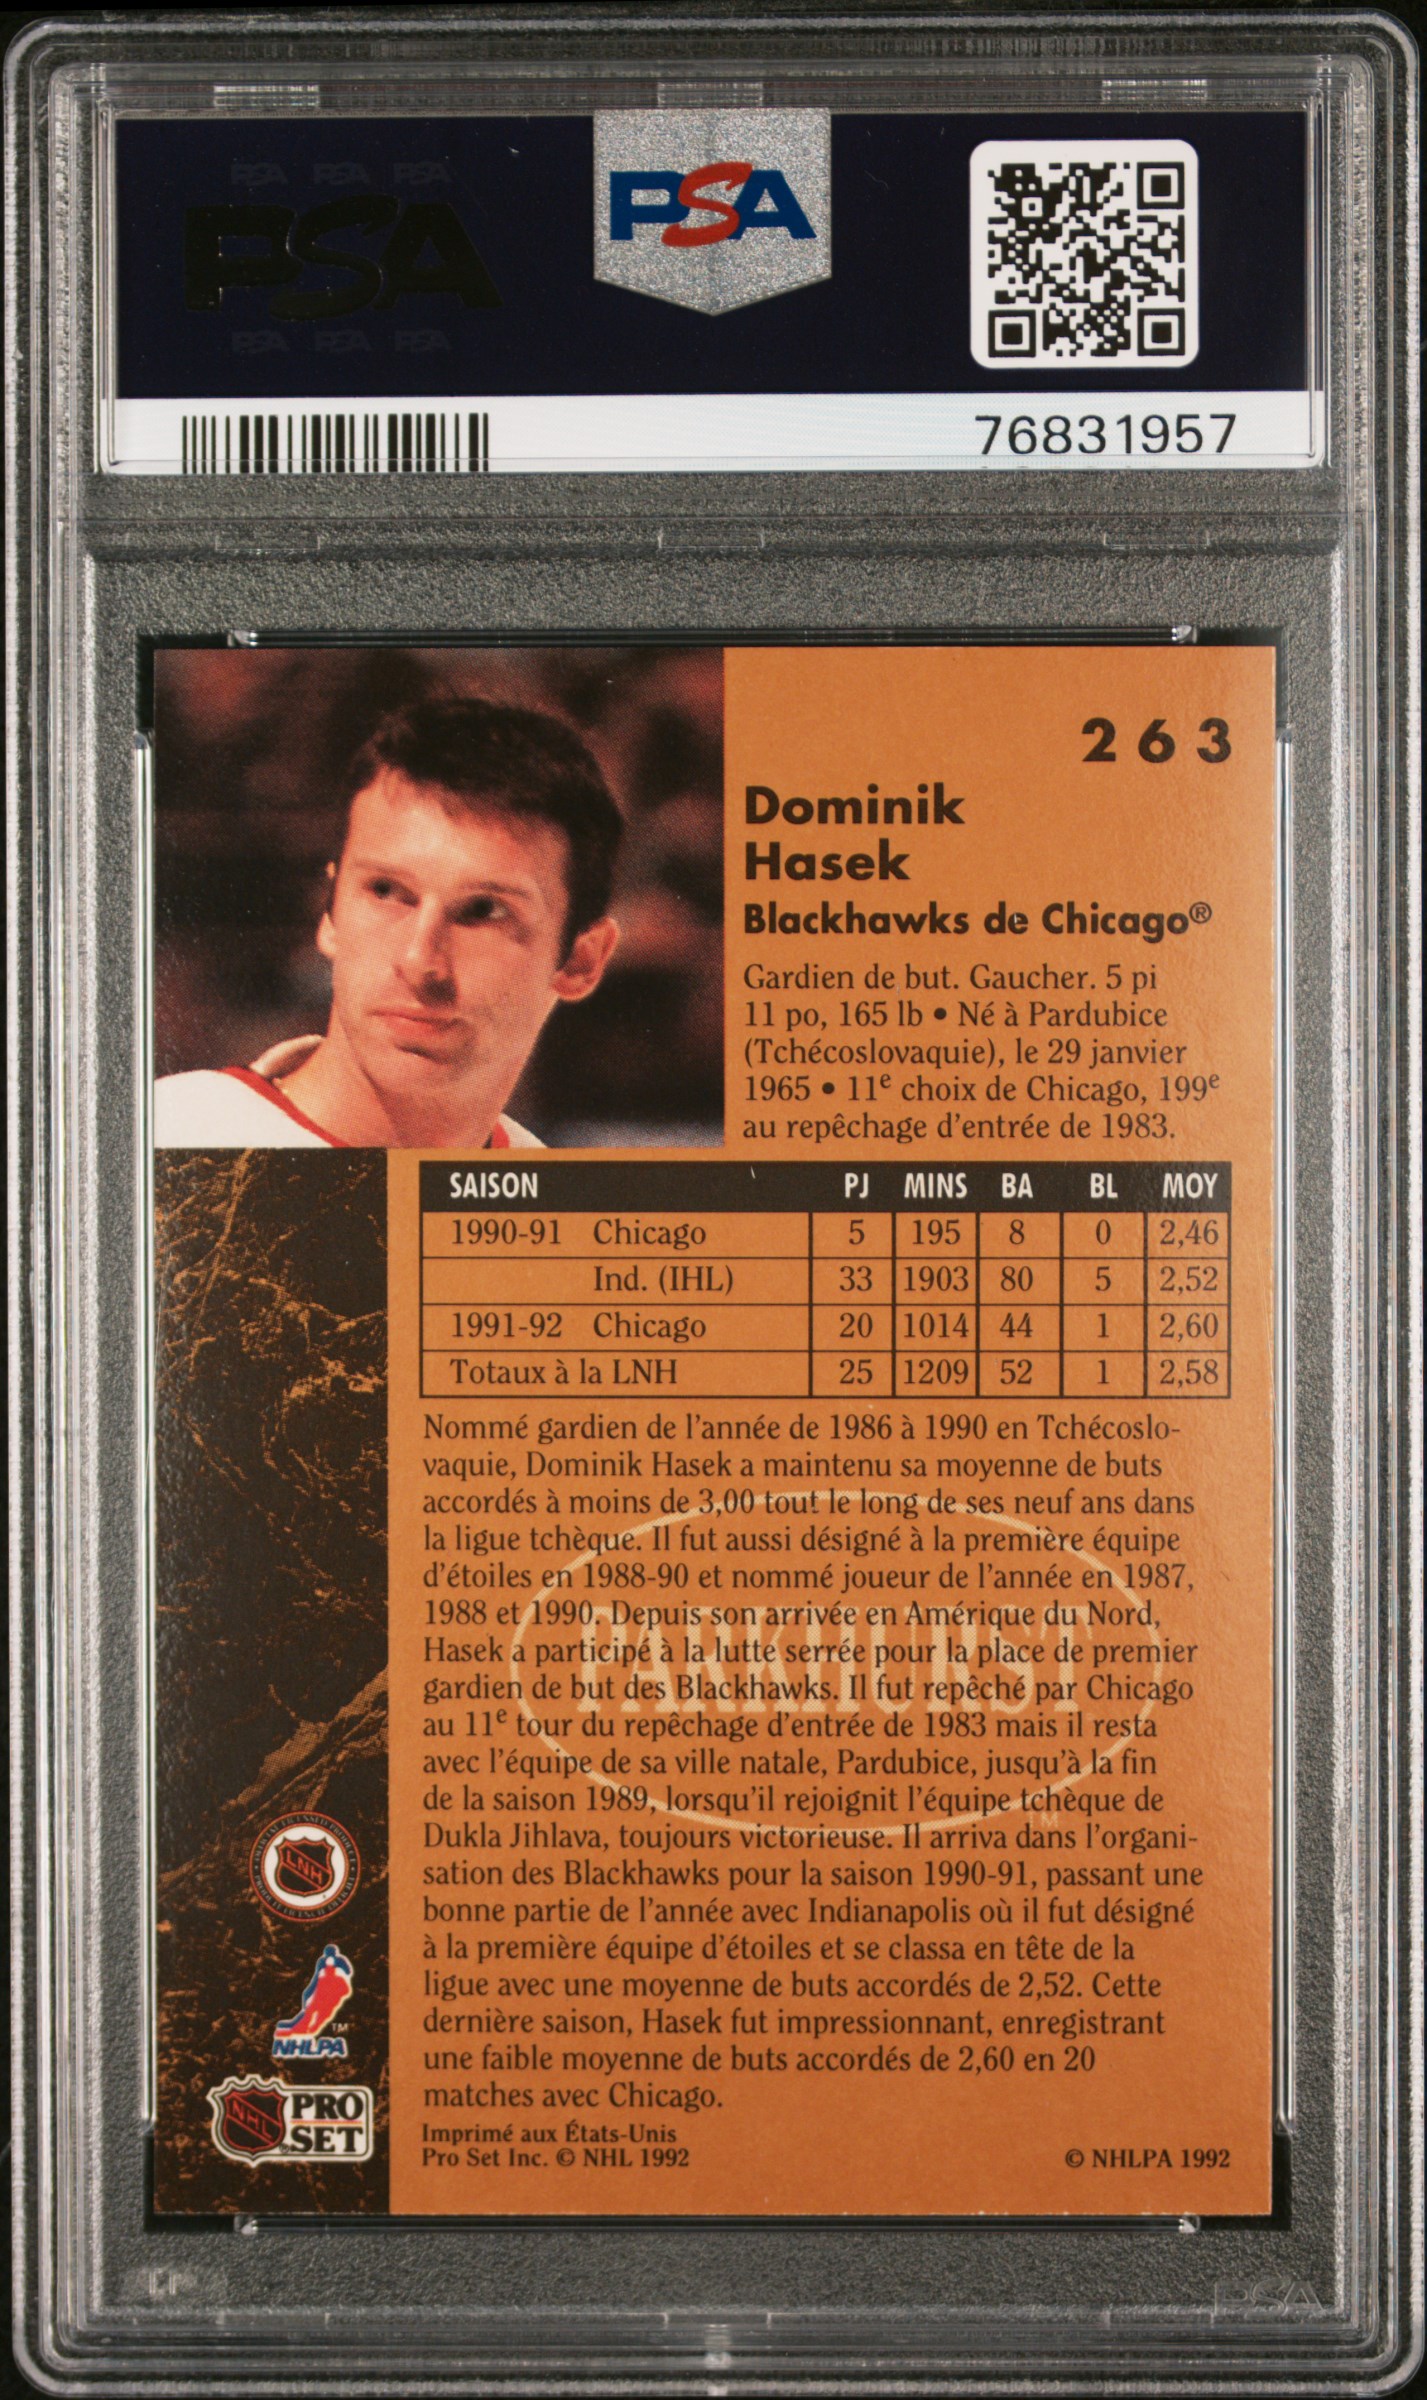 PSA PSA PSA
PSA
PSA PSA PSA
PSA
76831957
263
Dominik
Hasek
Blackhawks de Chicago®
Gardien de but. Gaucher. 5 pi
11 po, 165 lb • Né à Pardubice
(Tchécoslovaquie), le 29 janvier
1965 • 11e choix de Chicago, 199e
au repêchage d'entrée de 1983.
SAISON PJ MINS BA BL MOY
1990-91 Chicago 5 195 8 0 2,46
Ind. (IHL) 33 1903 80 5 2,52
1991-92 Chicago 20 1014 44 1 2,60
Totaux à la LNH 25 1209 52 1 2,58
Nommé gardien de l'année de 1986 à 1990 en Tchécoslo-
vaquie, Dominik Hasek a maintenu sa moyenne de buts
accordés à moins de 3,00 tout le long de ses neuf ans dans
la ligue tchèque. Il fut aussi désigné à la première équipe
d'étoiles en 1988-90 et nommé joueur de l'année en 1987,
1988 et 1990. Depuis son arrivée en Amérique du Nord,
Hasek a participé à la lutte serrée pour la place de premier
gardien de but des Blackhawks. Il fut repêché par Chicago
au 11e tour du repêchage d'entrée de 1983 mais il resta
avec l'équipe de sa ville natale, Pardubice, jusqu'à la fin
de la saison 1989, lorsqu'il rejoignit l'équipe tchèque de
Dukla Jihlava, toujours victorieuse. Il arriva dans l'organi-
sation des Blackhawks pour la saison 1990-91, passant une
bonne partie de l'année avec Indianapolis où il fut désigné
à la première équipe d'étoiles et se classa en tête de la
ligue avec une moyenne de buts accordés de 2,52. Cette
dernière saison, Hasek fut impressionnant, enregistrant
une faible moyenne de buts accordés de 2,60 en 20
matches avec Chicago.
PARKHURST
TM
Imprimé aux États-Unis
Pro Set Inc. © NHL 1992
© NHLPA 1992
LNH
TM
NHLPA
NHL
PRO
SET
PSA